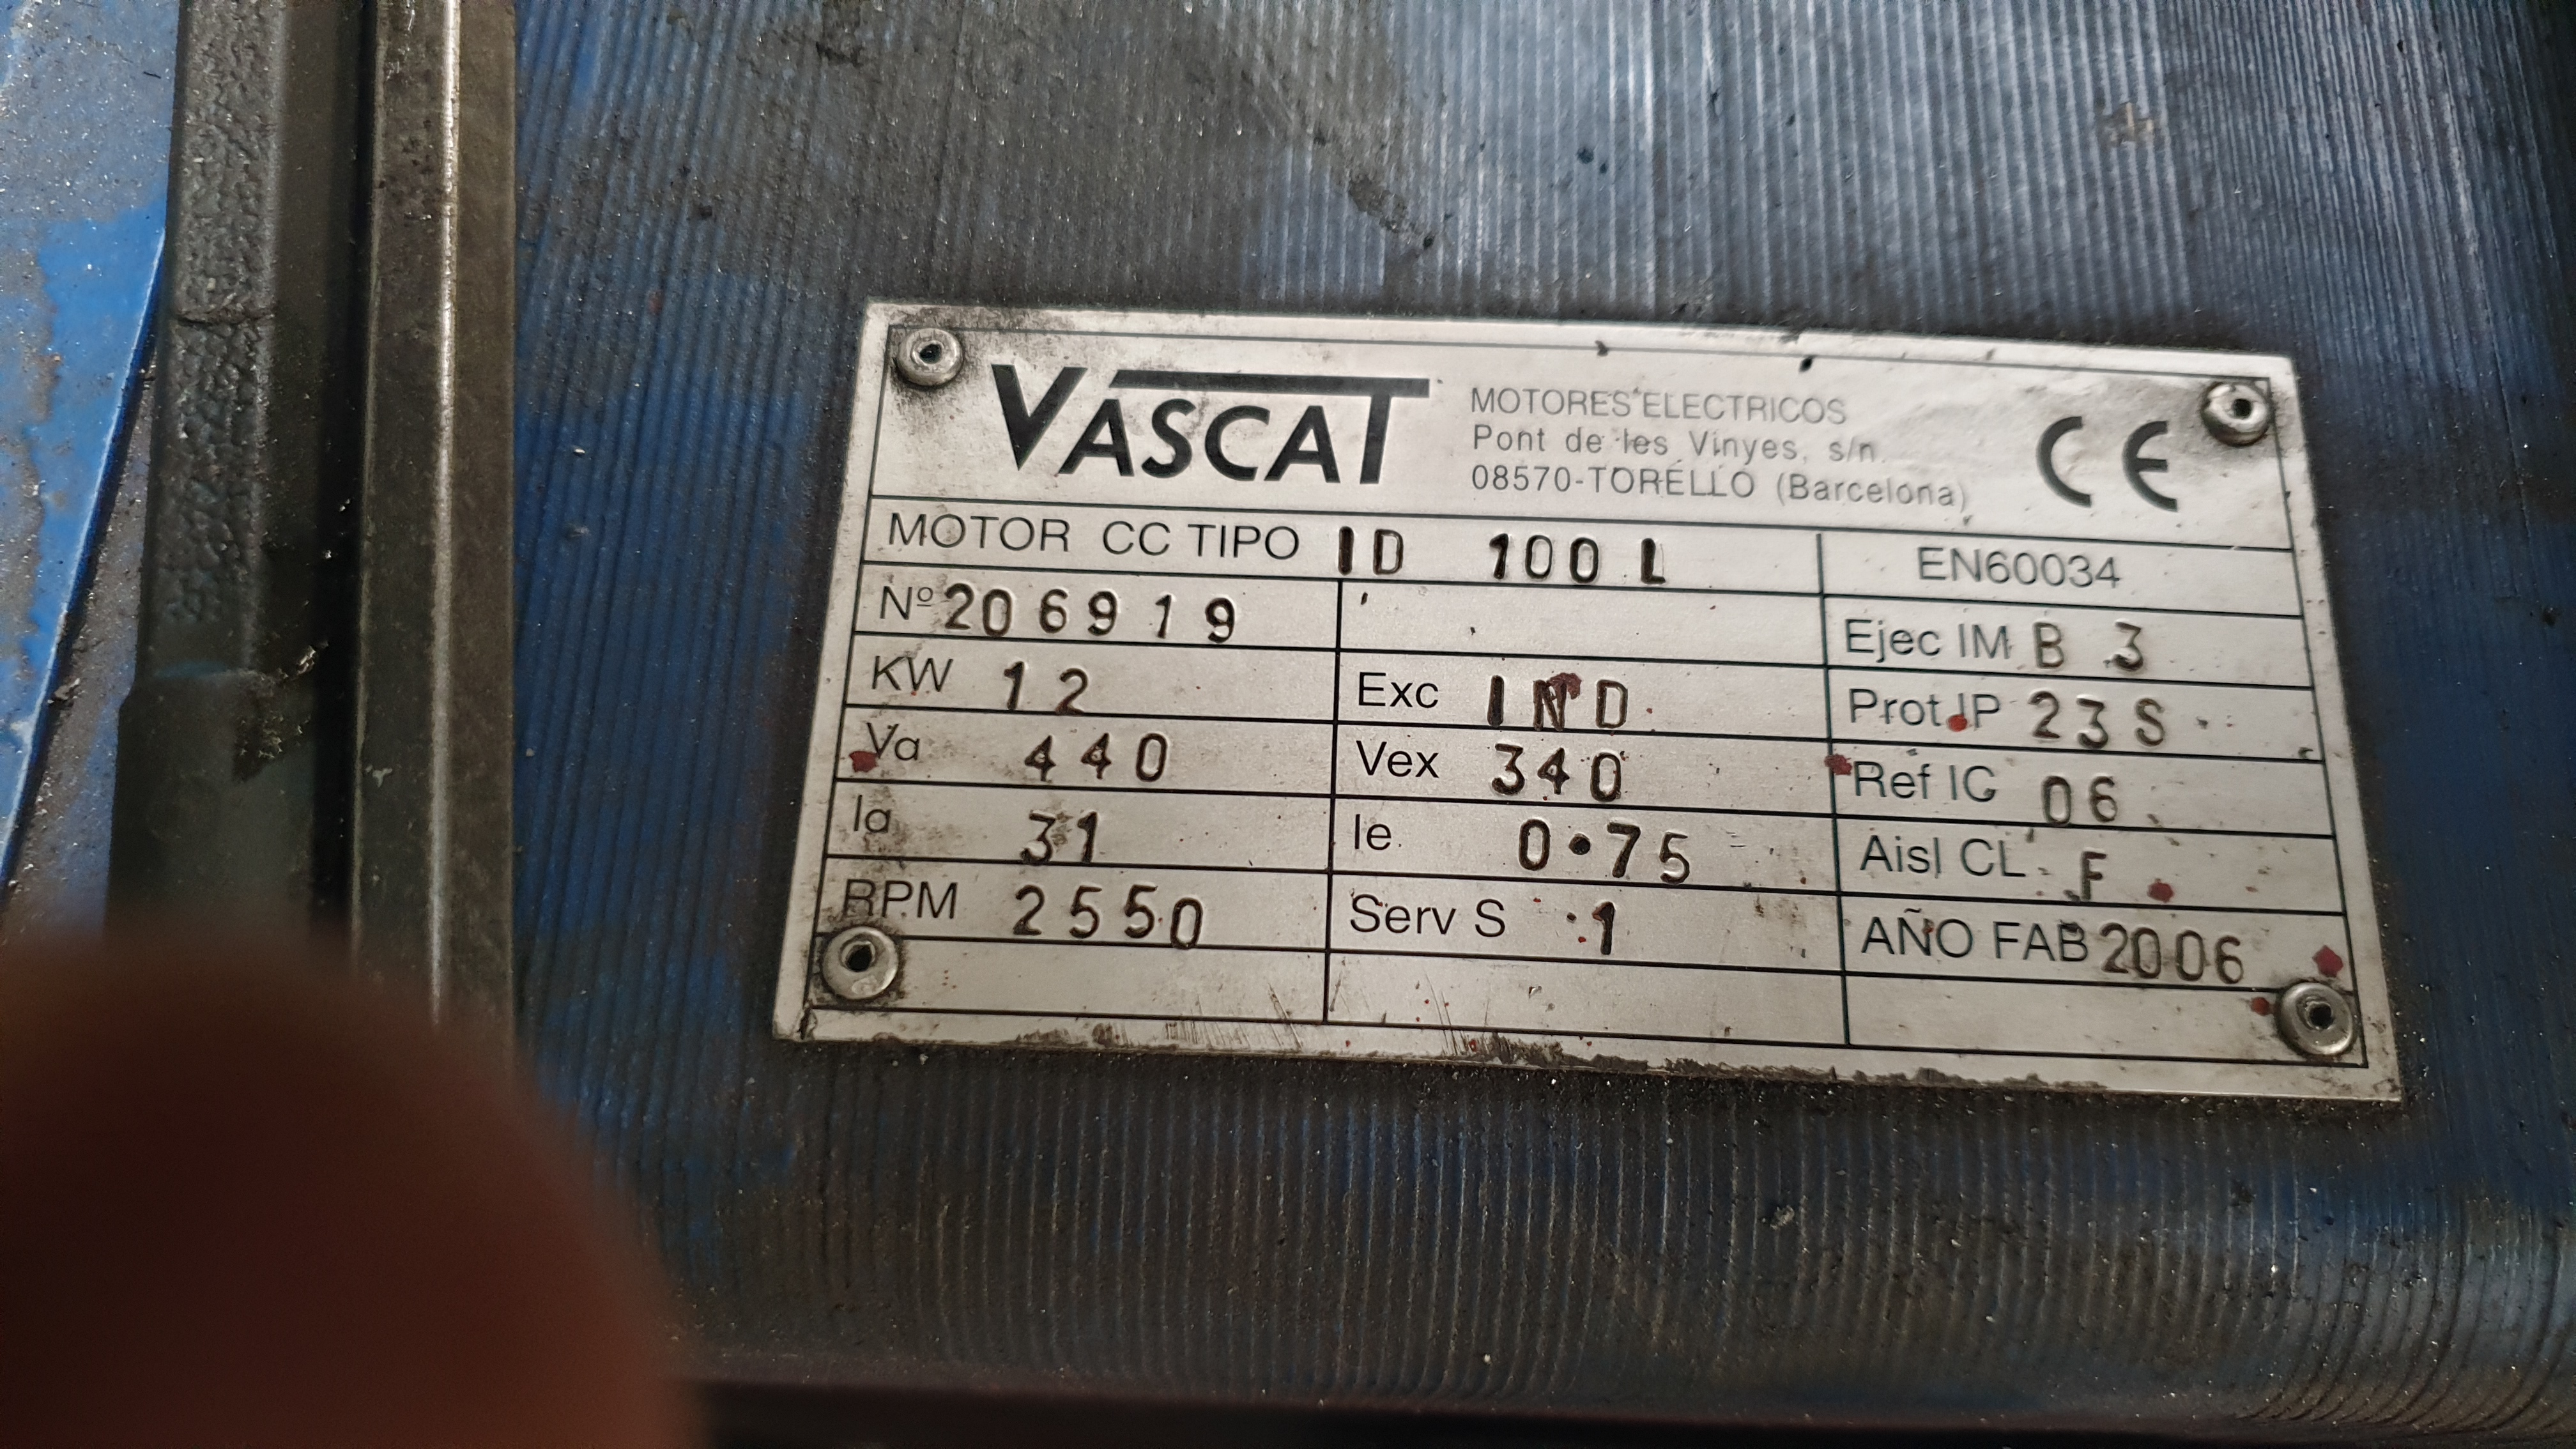 VASCAT
MOTORES ELECTRICOS
Pont de les Vinyes, s/n.
08570-TORELLO (Barcelona)
CE
MOTOR CC TIPO ID 100 L
EN60034
Nº 206919
Ejec IM B 3
KW 12
Exc IND
Prot IP 23S
Va 440
Vex 340
Ref IC 06
Ia 31
Ie 0.75
Aisl CL F
RPM 2550
Serv S 1
AÑO FAB 2006